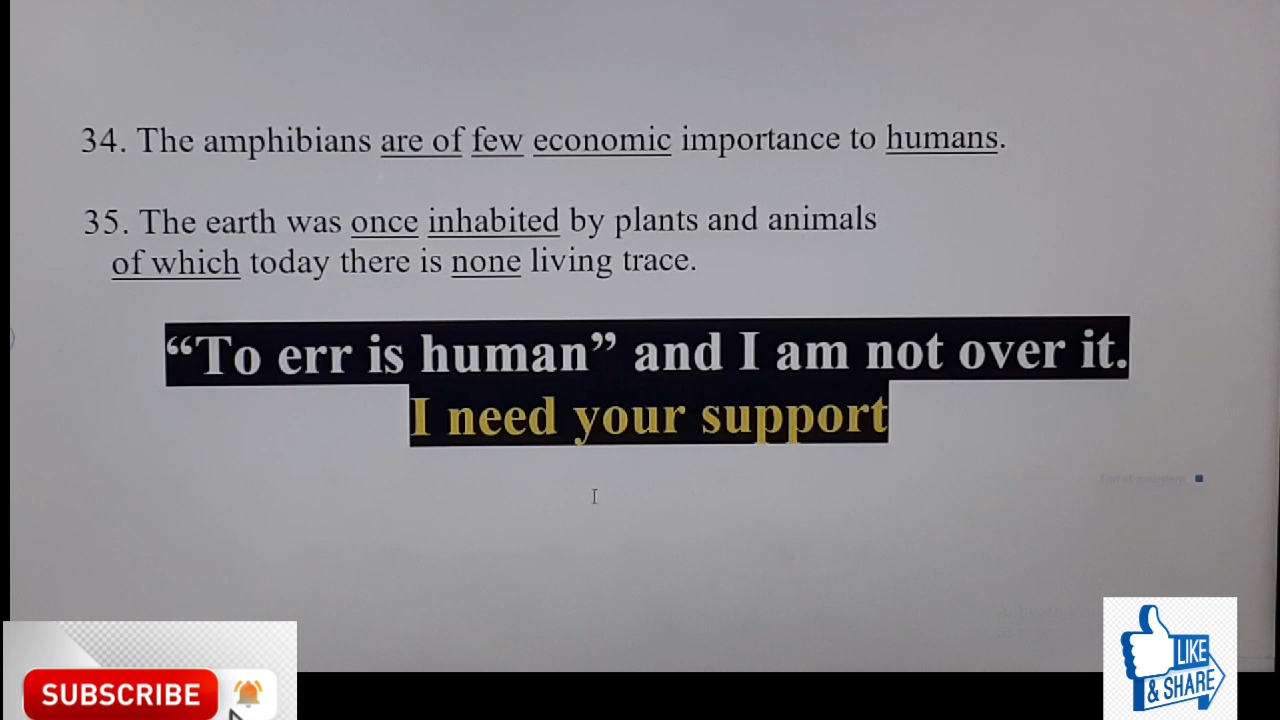 34. The amphibians are of few economic importance to humans.
35. The earth was once inhabited by plants and animals
of which today there is none living trace.
“To err is human” and I am not over it.
I need your support
SUBSCRIBE
LIKE
& SHARE